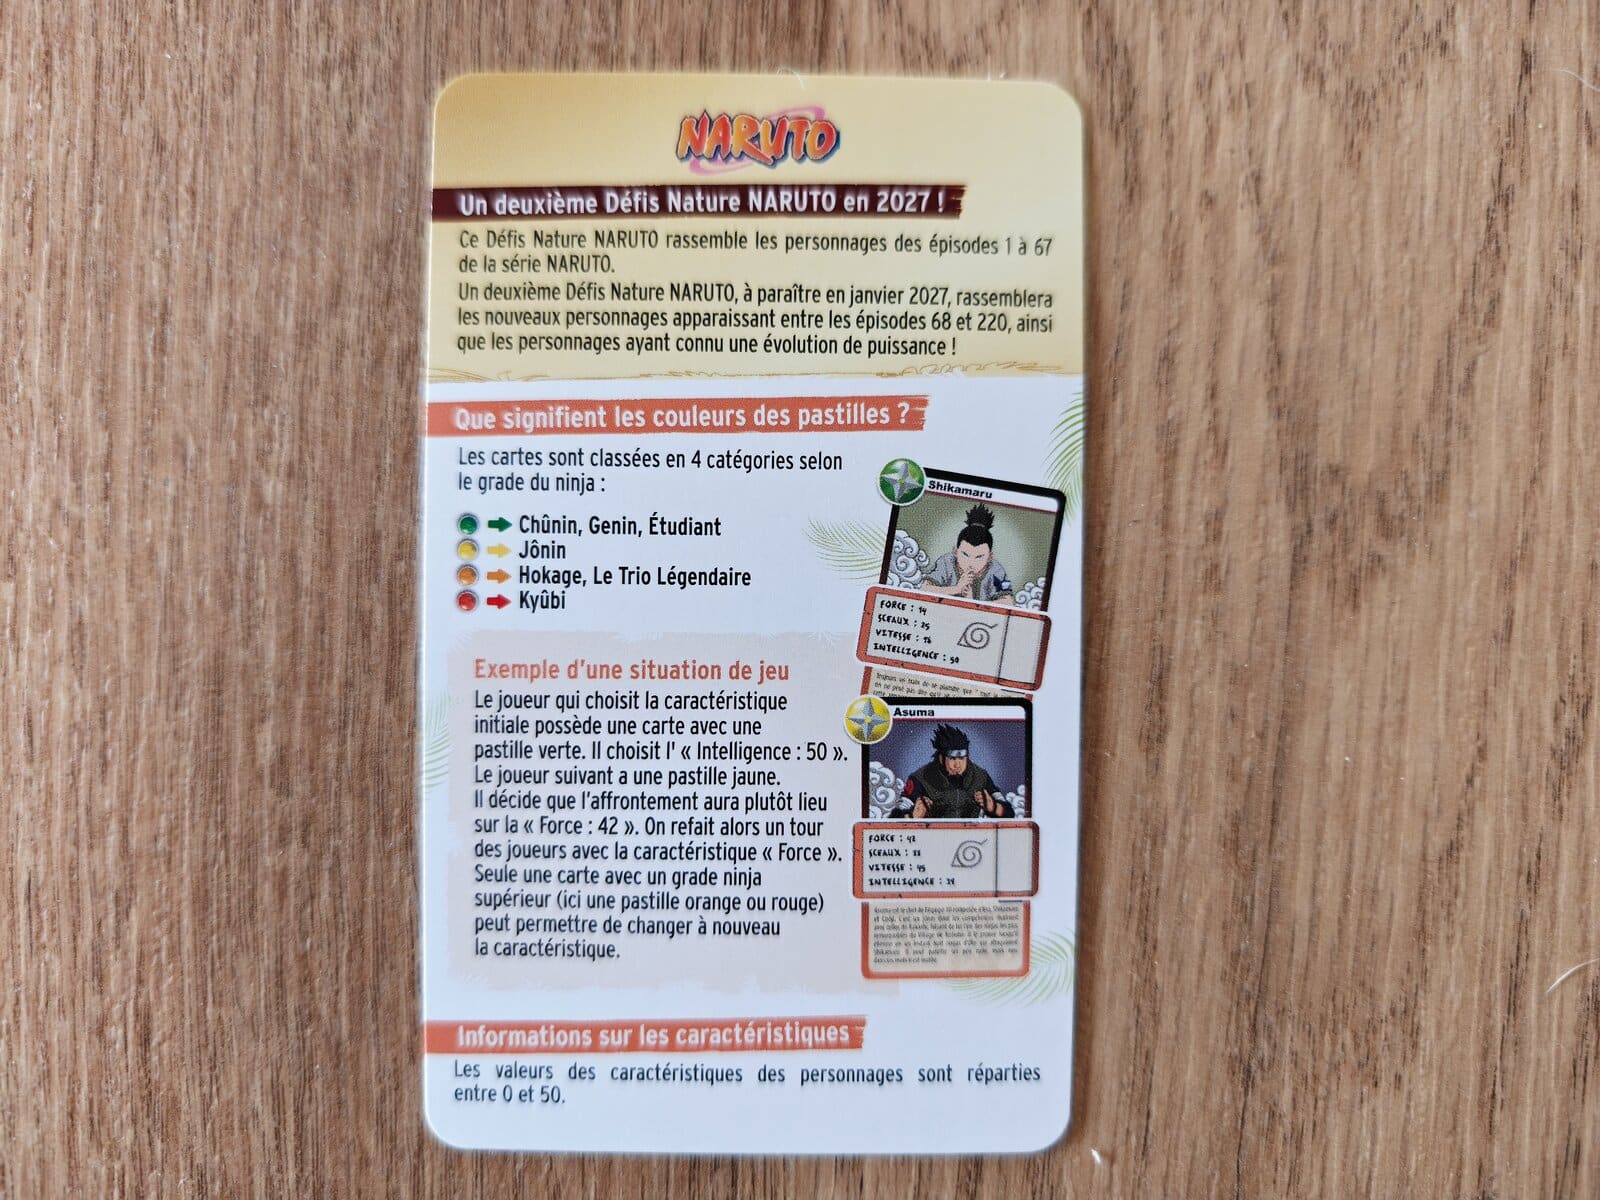 NARUTO
Un deuxième Défis Nature NARUTO en 2027 !
Ce Défis Nature NARUTO rassemble les personnages des épisodes 1 à 67
de la série NARUTO.
Un deuxième Défis Nature NARUTO, à paraître en janvier 2027, rassemblera
les nouveaux personnages apparaissant entre les épisodes 68 et 220, ainsi
que les personnages ayant connu une évolution de puissance !
Que signifient les couleurs des pastilles ?
Les cartes sont classées en 4 catégories selon
le grade du ninja :
Chûnin, Genin, Étudiant
Jônin
Hokage, Le Trio Légendaire
Kyûbi
Shikamaru
FORCE : 14
SCEAUX : 25
VITESSE :
INTELLIGENCE : 50
Exemple d'une situation de jeu
Le joueur qui choisit la caractéristique
initiale possède une carte avec une
pastille verte. Il choisit l' « Intelligence : 50 ».
Le joueur suivant a une pastille jaune.
Il décide que l'affrontement aura plutôt lieu
sur la « Force : 42 ». On refait alors un tour
des joueurs avec la caractéristique « Force ».
Seule une carte avec un grade ninja
supérieur (ici une pastille orange ou rouge)
peut permettre de changer à nouveau
la caractéristique.
Asuma
FORCE : 42
SCEAUX :
VITESSE : 45
INTELLIGENCE :
Informations sur les caractéristiques
Les valeurs des caractéristiques des personnages sont réparties
entre 0 et 50.